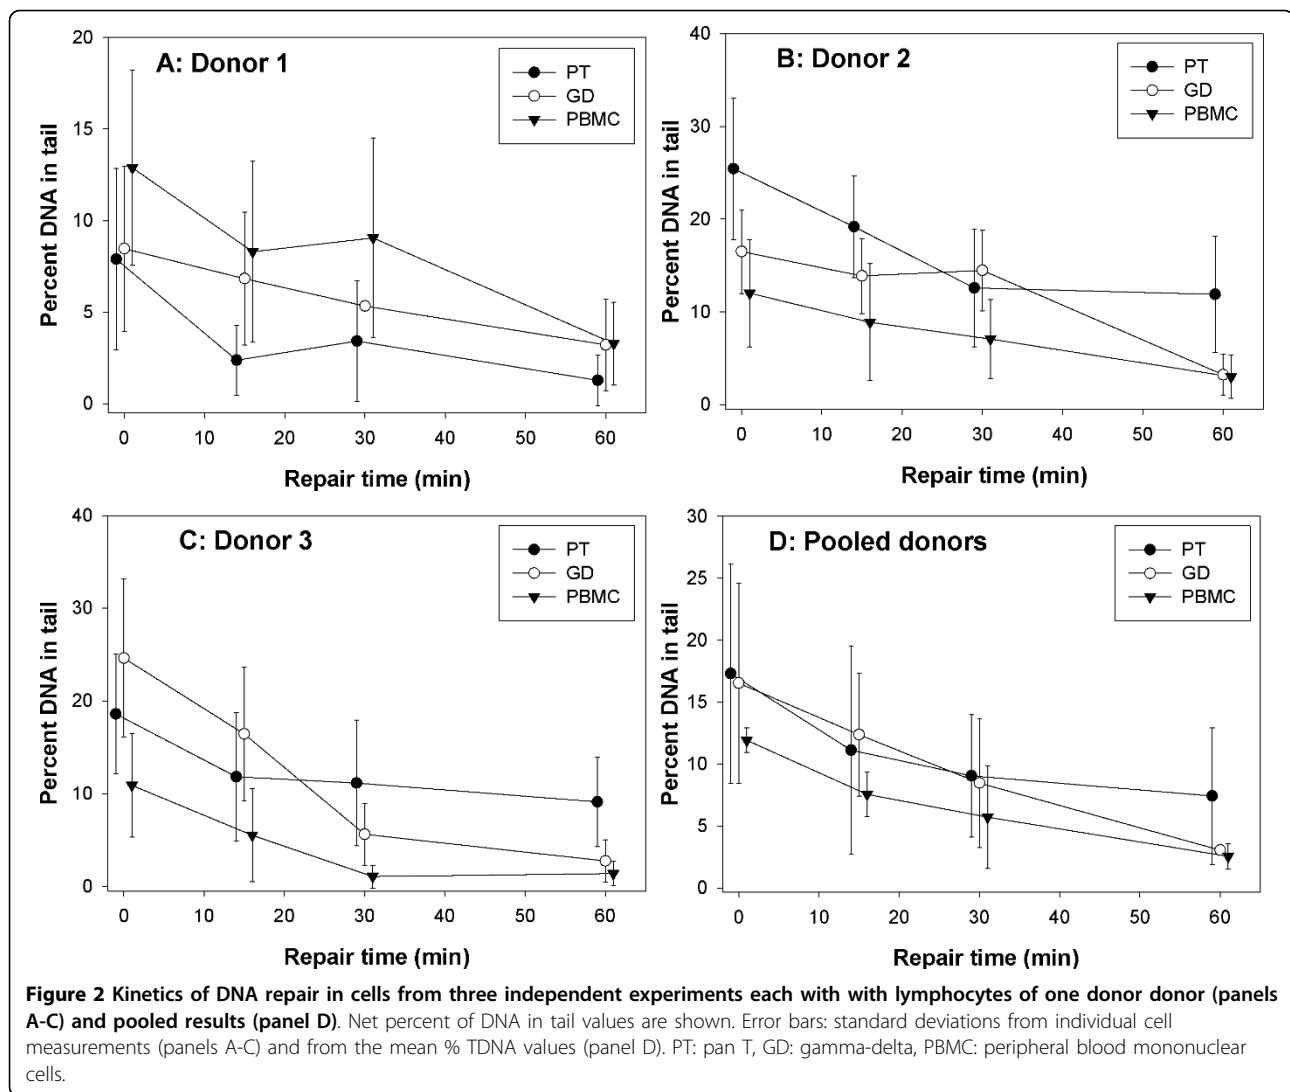 A: Donor 1
PT
GD
PBMC
Percent DNA in tail
20
15
10
5
0
0 10 20 30 40 50 60
Repair time (min)
B: Donor 2
PT
GD
PBMC
Percent DNA in tail
40
30
20
10
0
0 10 20 30 40 50 60
Repair time (min)
C: Donor 3
PT
GD
PBMC
Percent DNA in tail
40
30
20
10
0
0 10 20 30 40 50 60
Repair time (min)
D: Pooled donors
PT
GD
PBMC
Percent DNA in tail
30
25
20
15
10
5
0
0 10 20 30 40 50 60
Repair time (min)
Figure 2 Kinetics of DNA repair in cells from three independent experiments each with with lymphocytes of one donor donor (panels
A-C) and pooled results (panel D). Net percent of DNA in tail values are shown. Error bars: standard deviations from individual cell
measurements (panels A-C) and from the mean % TDNA values (panel D). PT: pan T, GD: gamma-delta, PBMC: peripheral blood mononuclear
cells.